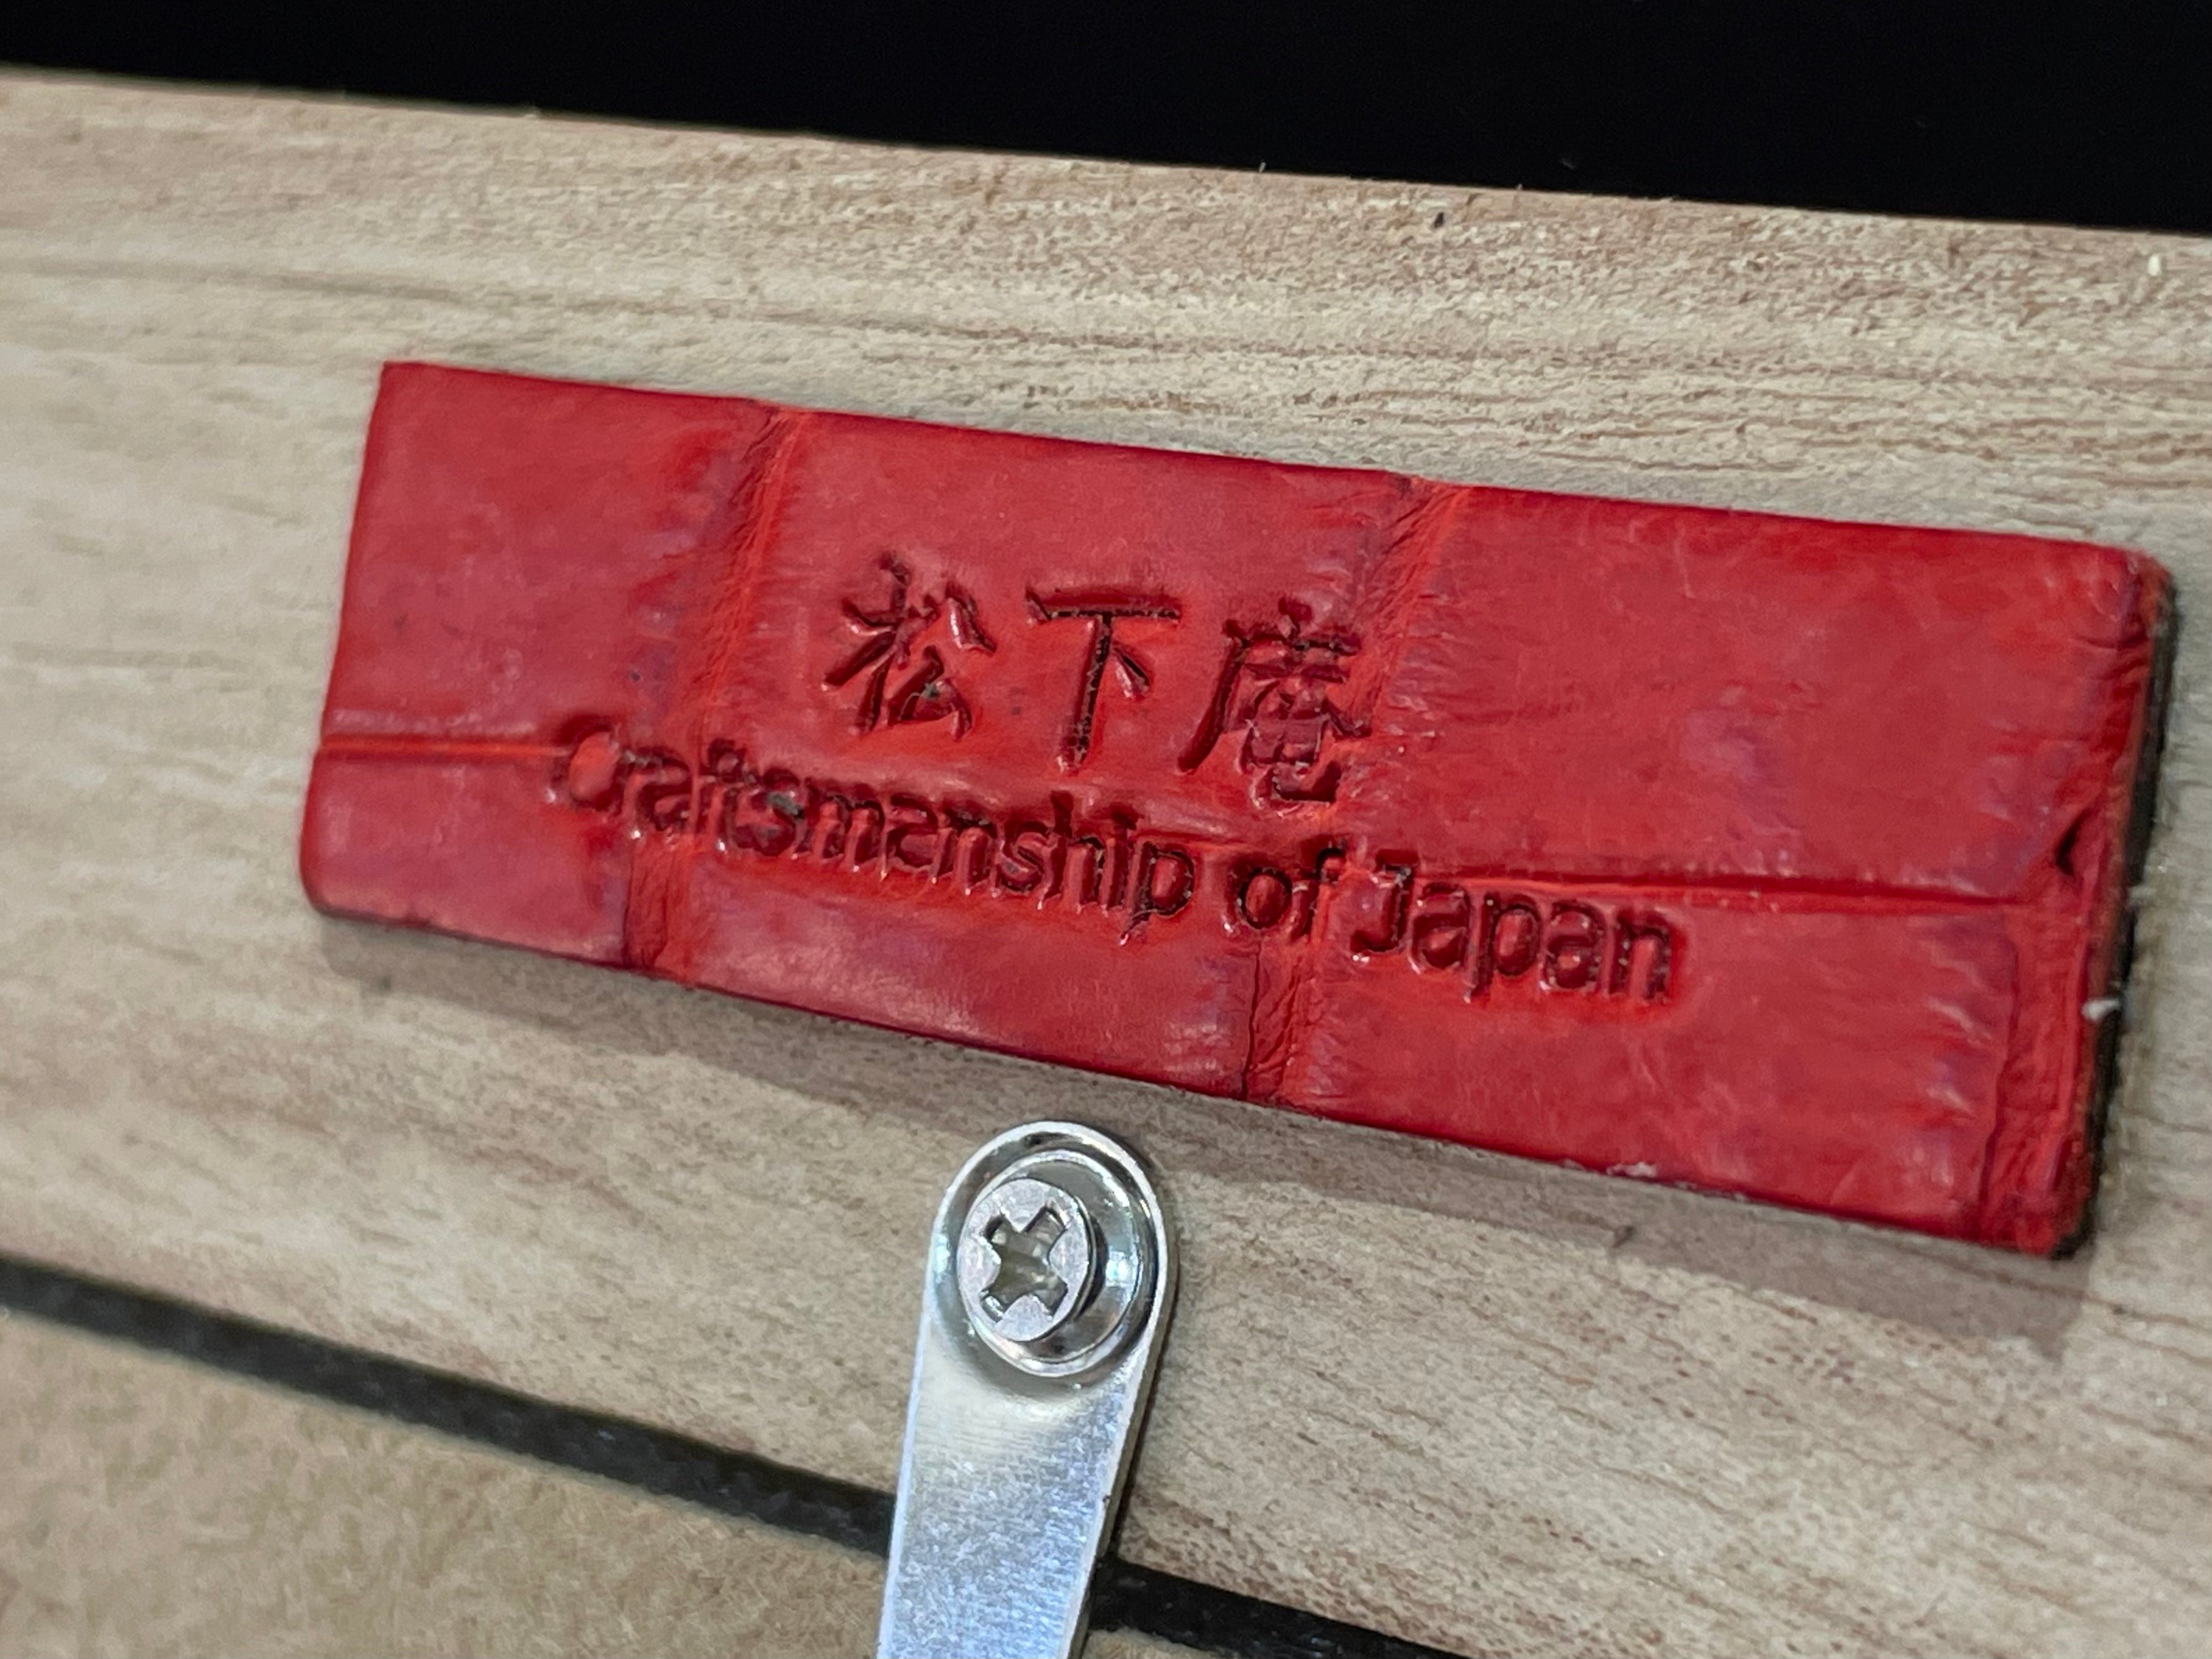 松下庵
Craftsmanship of Japan